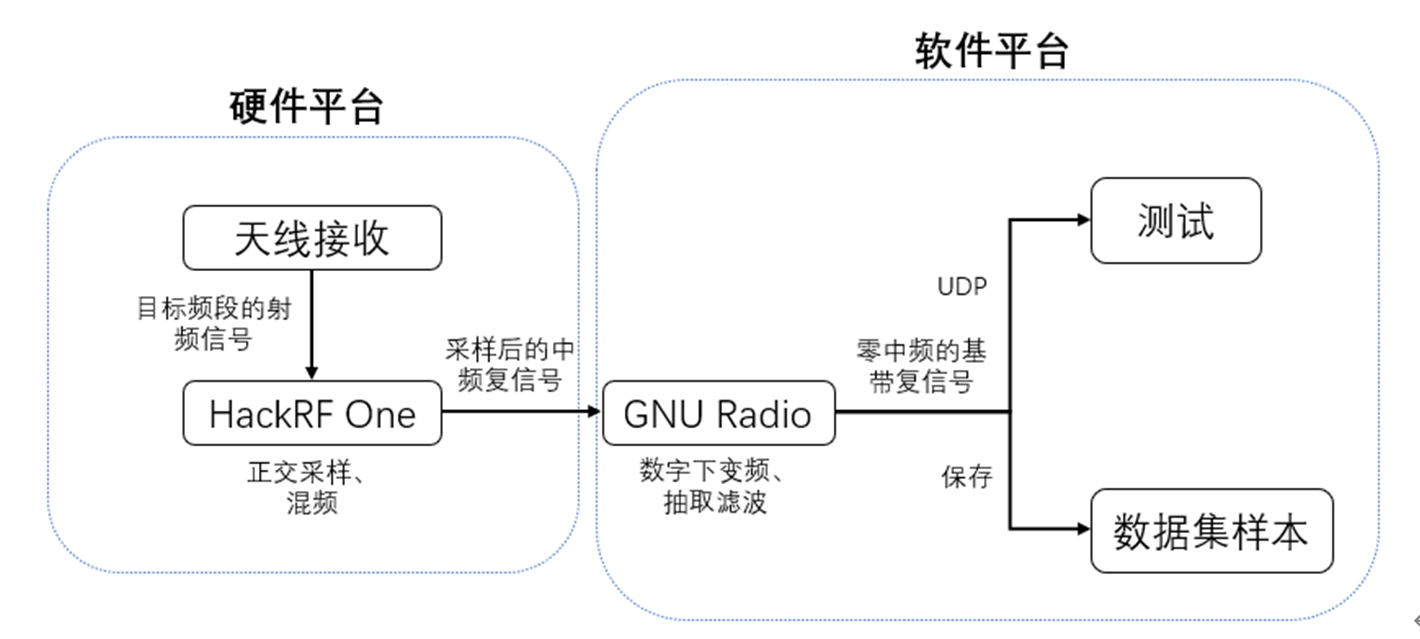 硬件平台
天线接收
目标频段的射
频信号
HackRF One
正交采样、
混频
采样后的中
频复信号
软件平台
GNU Radio
数字下变频、
抽取滤波
零中频的基
带复信号
UDP
测试
保存
数据集样本